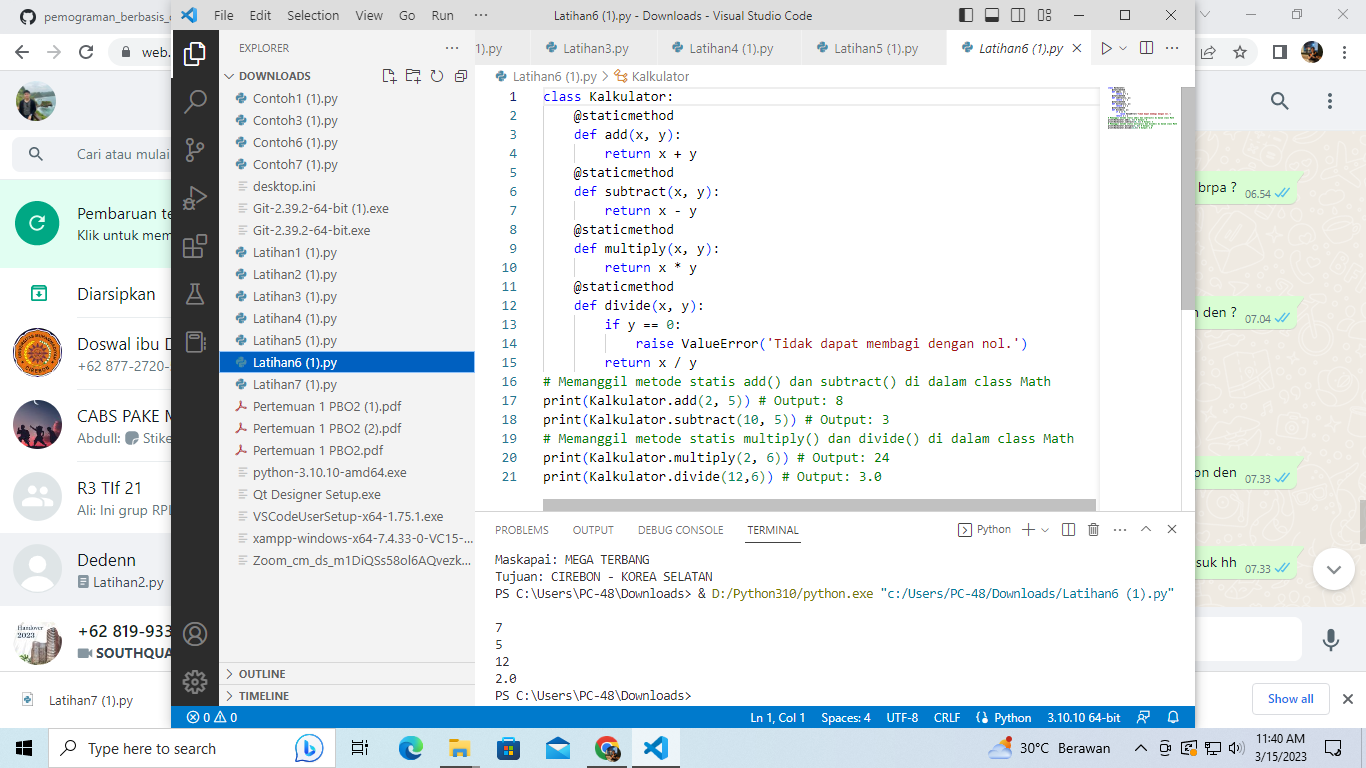 pemograman_berbasis_
File Edit Selection View Go Run ··· Latihan6 (1).py - Downloads - Visual Studio Code
web.
EXPLORER ···
1).py Latihan3.py Latihan4 (1).py Latihan5 (1).py Latihan6 (1).py
DOWNLOADS
Latihan6 (1).py > Kalkulator
Contoh1 (1).py
Contoh3 (1).py
Contoh6 (1).py
Contoh7 (1).py
desktop.ini
Git-2.39.2-64-bit (1).exe
Git-2.39.2-64-bit.exe
Latihan1 (1).py
Latihan2 (1).py
Latihan3 (1).py
Latihan4 (1).py
Latihan5 (1).py
Latihan6 (1).py
Latihan7 (1).py
Pertemuan 1 PBO2 (1).pdf
Pertemuan 1 PBO2 (2).pdf
Pertemuan 1 PBO2.pdf
python-3.10.10-amd64.exe
Qt Designer Setup.exe
VSCodeUserSetup-x64-1.75.1.exe
xampp-windows-x64-7.4.33-0-VC15-...
Zoom_cm_ds_m1DiQSs58ol6AQvezk...
OUTLINE
TIMELINE
1 class Kalkulator:
2 @staticmethod
3 def add(x, y):
4 return x + y
5 @staticmethod
6 def subtract(x, y):
7 return x - y
8 @staticmethod
9 def multiply(x, y):
10 return x * y
11 @staticmethod
12 def divide(x, y):
13 if y == 0:
14 raise ValueError('Tidak dapat membagi dengan nol.')
15 return x / y
16 # Memanggil metode statis add() dan subtract() di dalam class Math
17 print(Kalkulator.add(2, 5)) # Output: 8
18 print(Kalkulator.subtract(10, 5)) # Output: 3
19 # Memanggil metode statis multiply() dan divide() di dalam class Math
20 print(Kalkulator.multiply(2, 6)) # Output: 24
21 print(Kalkulator.divide(12,6)) # Output: 3.0
PROBLEMS OUTPUT DEBUG CONSOLE TERMINAL Python
Maskapai: MEGA TERBANG
Tujuan: CIREBON - KOREA SELATAN
PS C:\Users\PC-48\Downloads> & D:/Python310/python.exe "c:/Users/PC-48/Downloads/Latihan6 (1).py"
7
5
12
2.0
PS C:\Users\PC-48\Downloads>
0 0 Ln 1, Col 1 Spaces: 4 UTF-8 CRLF Python 3.10.10 64-bit
Cari atau mulai
Pembaruan te
Klik untuk mem
Diarsipkan
Doswal ibu D
+62 877-2720-
CABS PAKE M
Abdull: Stike
R3 TIf 21
Ali: Ini grup RP
Dedenn
Latihan2.py
Handover
2023
+62 819-933
SOUTHQUA
Latihan7 (1).py
brpa ? 06.54
n den ? 07.04
on den 07.33
suk hh 07.33
Show all
Type here to search
30°C Berawan
11:40 AM
3/15/2023